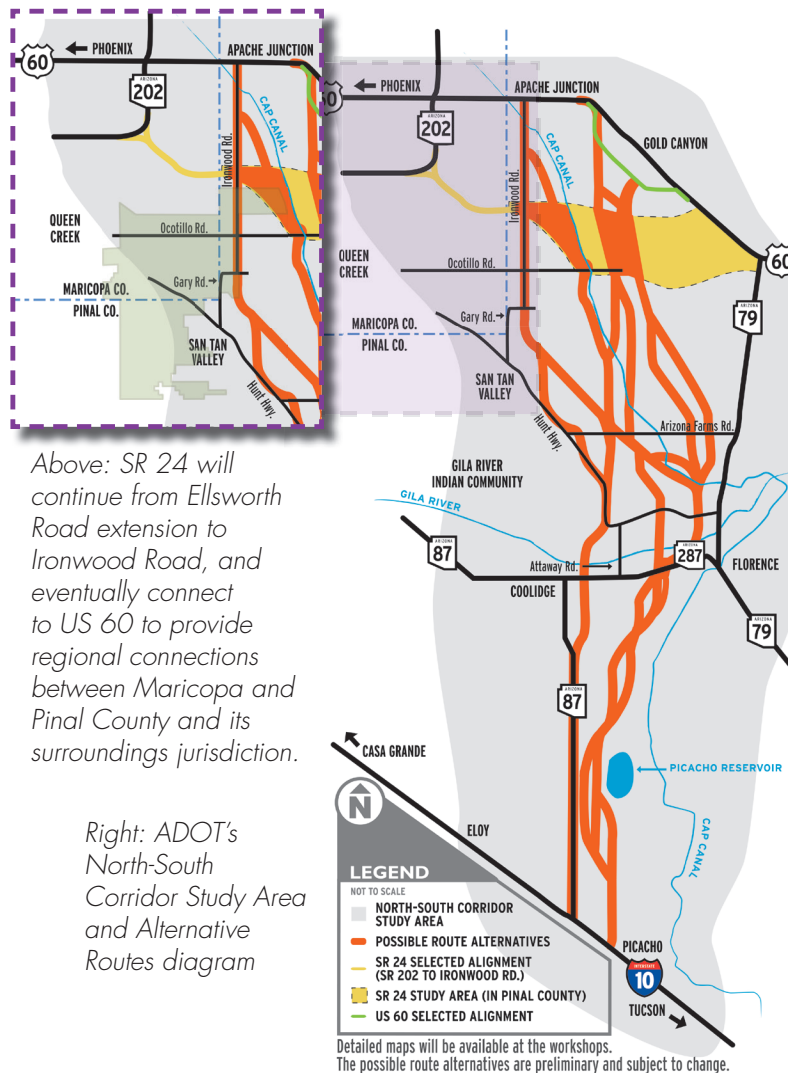 60
PHOENIX
APACHE JUNCTION
ARIZONA
202
Ironwood Rd.
CAP CANAL
QUEEN
CREEK
Ocotillo Rd.
Gary Rd.
MARICOPA CO.
PINAL CO.
SAN TAN
VALLEY
Hunt Hwy.
Above: SR 24 will
continue from Ellsworth
Road extension to
Ironwood Road, and
eventually connect
to US 60 to provide
regional connections
between Maricopa and
Pinal County and its
surroundings jurisdiction.
Right: ADOT's
North-South
Corridor Study Area
and Alternative
Routes diagram
60
PHOENIX
APACHE JUNCTION
ARIZONA
202
CAP CANAL
GOLD CANYON
Ironwood Rd.
QUEEN
CREEK
Ocotillo Rd.
60
ARIZONA
79
Gary Rd.
MARICOPA CO.
PINAL CO.
SAN TAN
VALLEY
Hunt Hwy.
Arizona Farms Rd.
GILA RIVER
INDIAN COMMUNITY
GILA RIVER
ARIZONA
87
Attaway Rd.
ARIZONA
287
FLORENCE
COOLIDGE
ARIZONA
79
ARIZONA
87
CASA GRANDE
PICACHO RESERVOIR
CAP CANAL
ELOY
PICACHO
INTERSTATE
10
TUCSON
N
LEGEND
NOT TO SCALE
NORTH-SOUTH CORRIDOR
STUDY AREA
POSSIBLE ROUTE ALTERNATIVES
SR 24 SELECTED ALIGNMENT
(SR 202 TO IRONWOOD RD.)
SR 24 STUDY AREA (IN PINAL COUNTY)
US 60 SELECTED ALIGNMENT
Detailed maps will be available at the workshops.
The possible route alternatives are preliminary and subject to change.